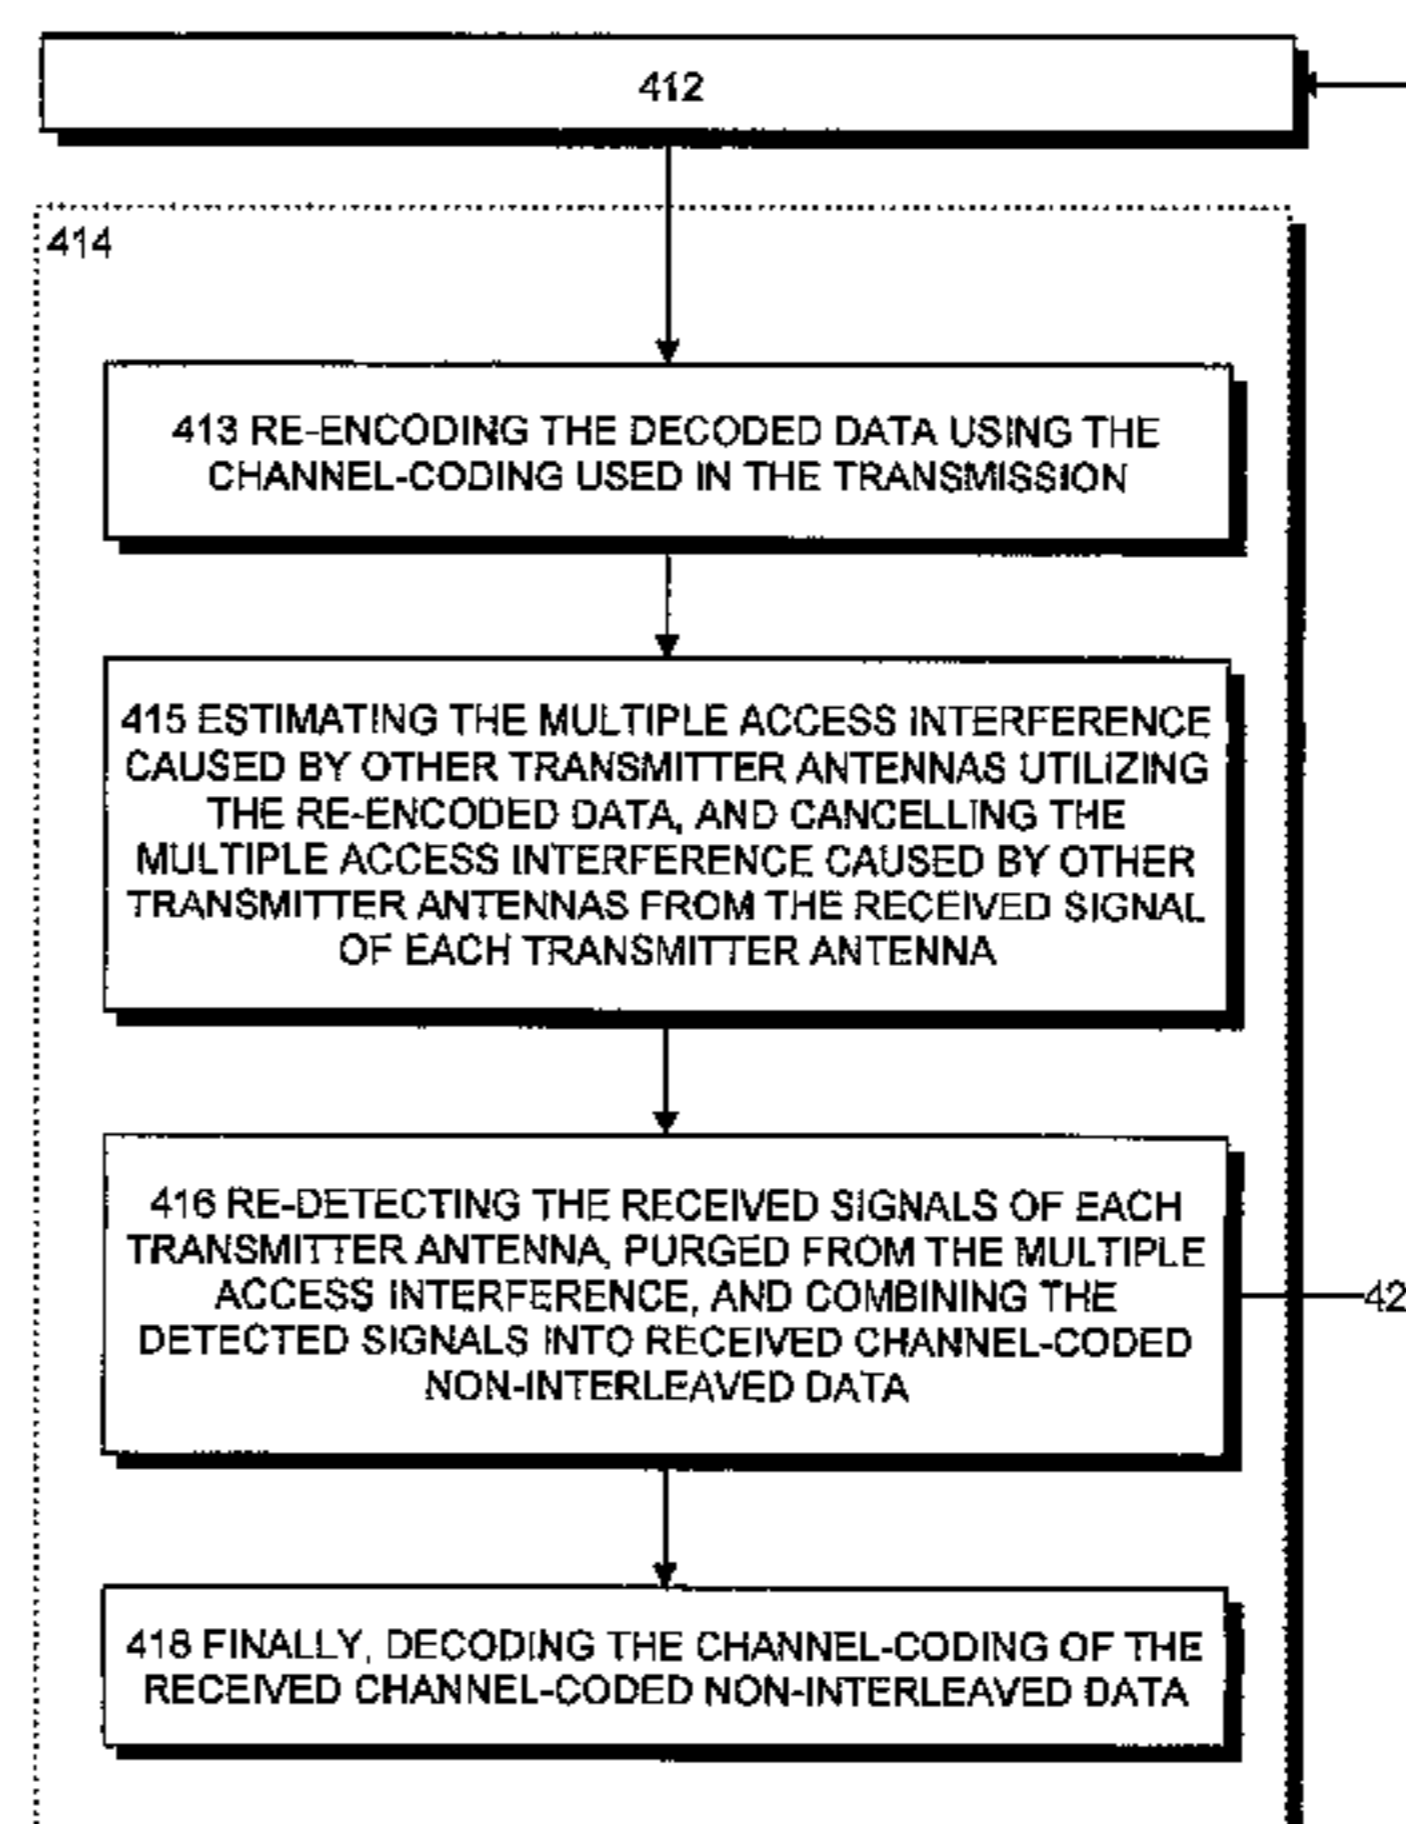 412
414
413 RE-ENCODING THE DECODED DATA USING THE
CHANNEL-CODING USED IN THE TRANSMISSION
415 ESTIMATING THE MULTIPLE ACCESS INTERFERENCE
CAUSED BY OTHER TRANSMITTER ANTENNAS UTILIZING
THE RE-ENCODED DATA, AND CANCELLING THE
MULTIPLE ACCESS INTERFERENCE CAUSED BY OTHER
TRANSMITTER ANTENNAS FROM THE RECEIVED SIGNAL
OF EACH TRANSMITTER ANTENNA
416 RE-DETECTING THE RECEIVED SIGNALS OF EACH
TRANSMITTER ANTENNA, PURGED FROM THE MULTIPLE
ACCESS INTERFERENCE, AND COMBINING THE
DETECTED SIGNALS INTO RECEIVED CHANNEL-CODED
NON-INTERLEAVED DATA
42
418 FINALLY, DECODING THE CHANNEL-CODING OF THE
RECEIVED CHANNEL-CODED NON-INTERLEAVED DATA